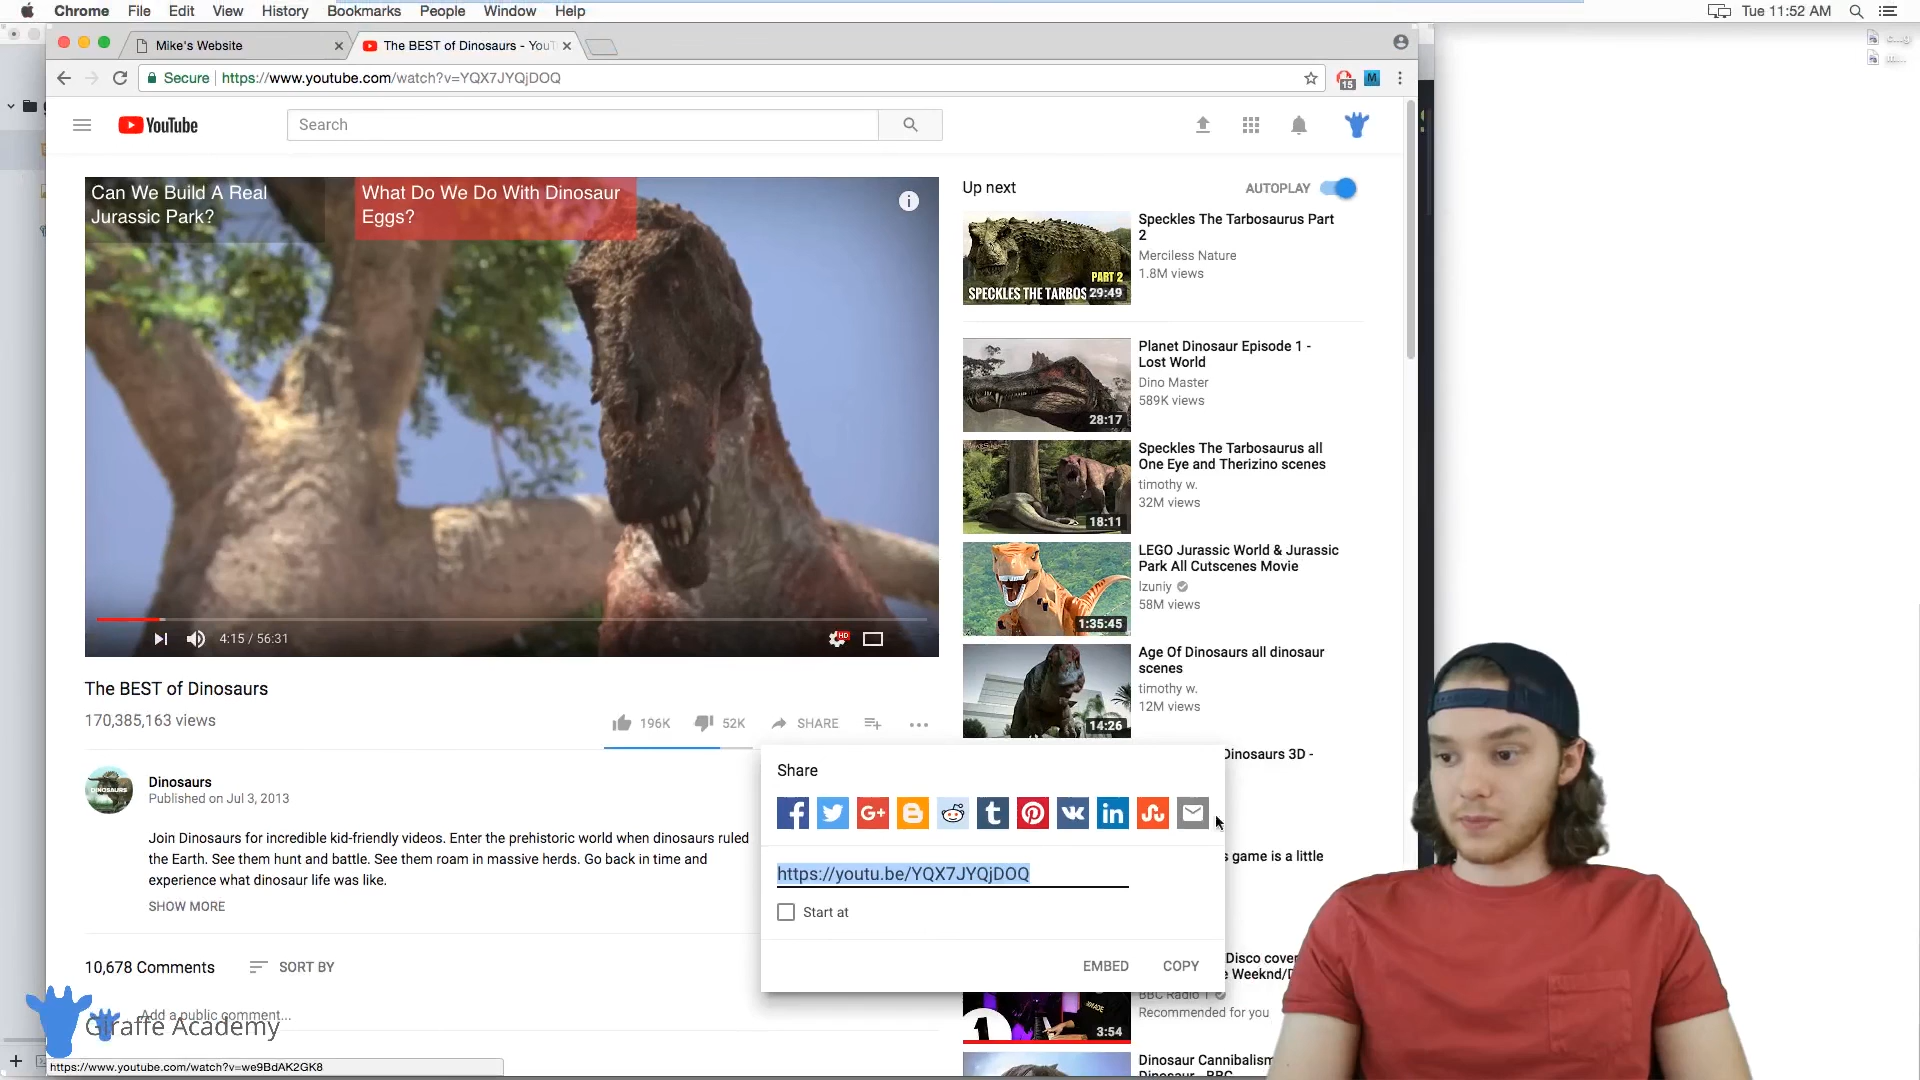 Chrome File Edit View History Bookmarks People Window Help
Tue 11:52 AM
Mike's Website
The BEST of Dinosaurs - YouT
Secure https://www.youtube.com/watch?v=YQX7JYQjDOQ
15
M
YouTube
Search
Can We Build A Real
Jurassic Park?
What Do We Do With Dinosaur
Eggs?
4:15 / 56:31
HD
The BEST of Dinosaurs
170,385,163 views
196K
52K
SHARE
Dinosaurs
Published on Jul 3, 2013
DINOSAURS
Join Dinosaurs for incredible kid-friendly videos. Enter the prehistoric world when dinosaurs ruled
the Earth. See them hunt and battle. See them roam in massive herds. Go back in time and
experience what dinosaur life was like.
SHOW MORE
10,678 Comments
SORT BY
Add a public comment...
Giraffe Academy
https://www.youtube.com/watch?v=we9BdAK2GK8
Share
https://youtu.be/YQX7JYQjDOQ
Start at
EMBED
COPY
Up next
AUTOPLAY
PART 2
SPECKLES THE TARBOS
29:49
Speckles The Tarbosaurus Part
2
Merciless Nature
1.8M views
28:17
Planet Dinosaur Episode 1 -
Lost World
Dino Master
589K views
18:11
Speckles The Tarbosaurus all
One Eye and Therizino scenes
timothy w.
32M views
1:35:45
LEGO Jurassic World & Jurassic
Park All Cutscenes Movie
Izuniy
58M views
14:26
Age Of Dinosaurs all dinosaur
scenes
timothy w.
12M views
Dinosaurs 3D -
s game is a little
Disco cover
e Weeknd/D
BBC Radio 1
Recommended for you
1
3:54
Dinosaur Cannibalism